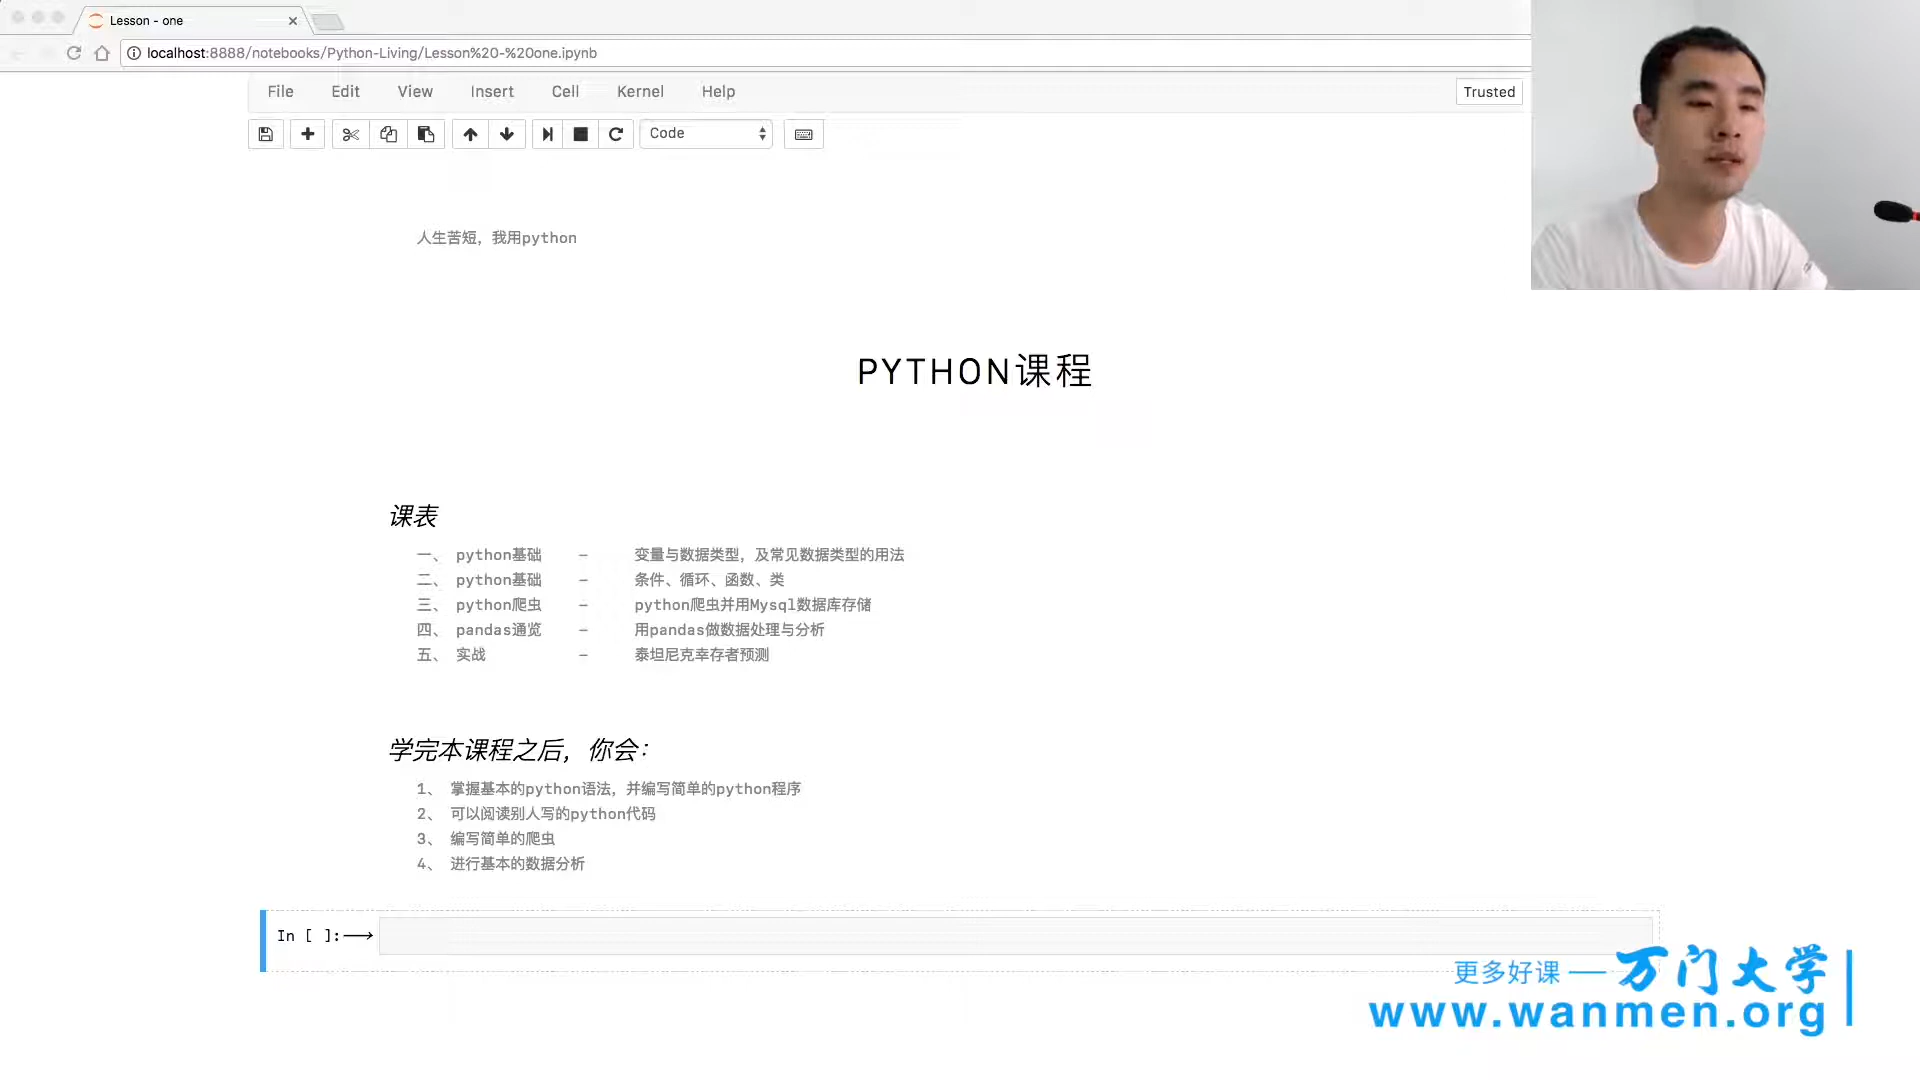 Lesson - one
localhost:8888/notebooks/Python-Living/Lesson%20-%20one.ipynb
File Edit View Insert Cell Kernel Help Trusted
Code
人生苦短，我用python
PYTHON课程
课表
一、 python基础 — 变量与数据类型，及常见数据类型的用法
二、 python基础 — 条件、循环、函数、类
三、 python爬虫 — python爬虫并用Mysql数据库存储
四、 pandas通览 — 用pandas做数据处理与分析
五、 实战 — 泰坦尼克幸存者预测
学完本课程之后，你会：
1、 掌握基本的python语法，并编写简单的python程序
2、 可以阅读别人写的python代码
3、 编写简单的爬虫
4、 进行基本的数据分析
In [ ]:⟶
更多好课 — 万门大学
www.wanmen.org